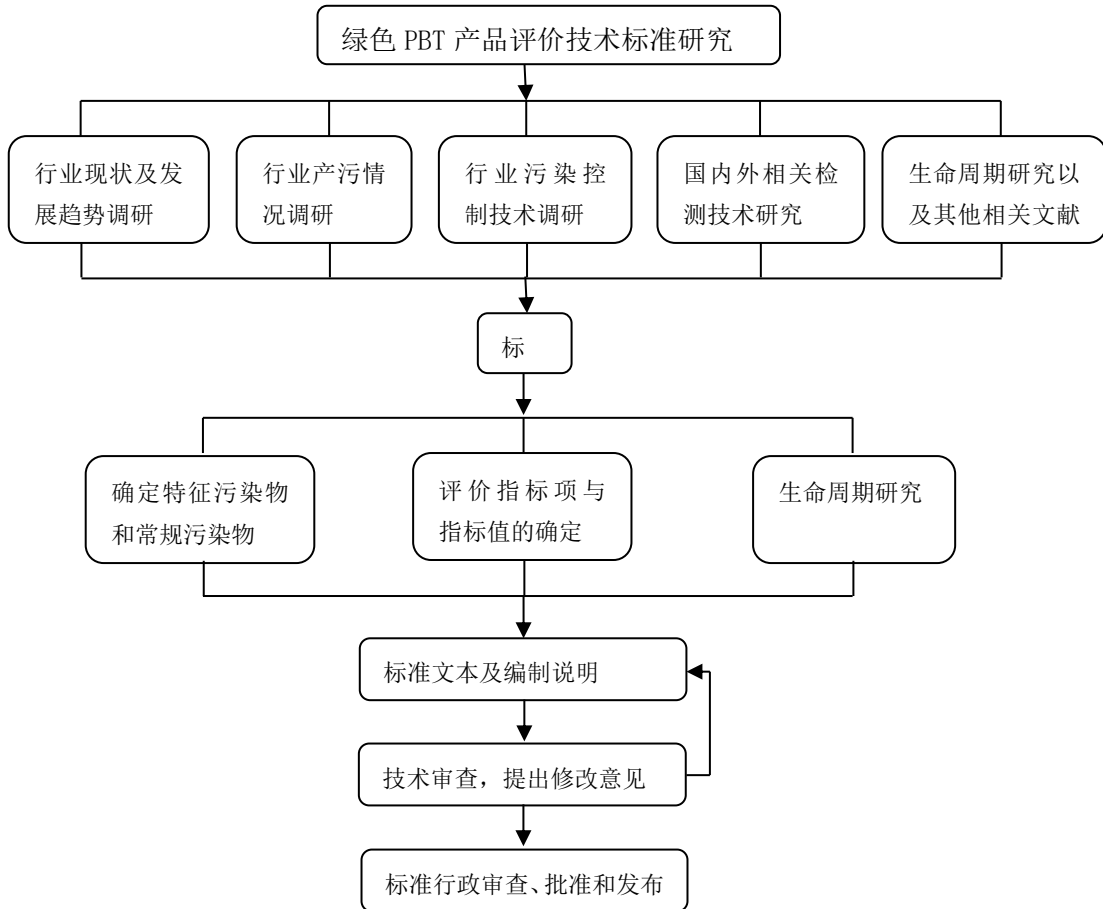 绿色 PBT 产品评价技术标准研究
行业现状及发
展趋势调研
行业产污情
况调研
行业污染控
制技术调研
国内外相关检
测技术研究
生命周期研究以
及其他相关文献
标
确定特征污染物
和常规污染物
评价指标项与
指标值的确定
生命周期研究
标准文本及编制说明
技术审查，提出修改意见
标准行政审查、批准和发布